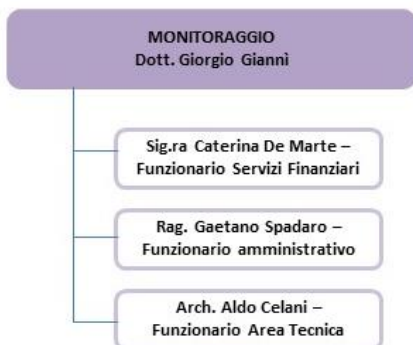 MONITORAGGIO
Dott. Giorgio Giannì
Sig.ra Caterina De Marte –
Funzionario Servizi Finanziari
Rag. Gaetano Spadaro –
Funzionario amministrativo
Arch. Aldo Celani –
Funzionario Area Tecnica